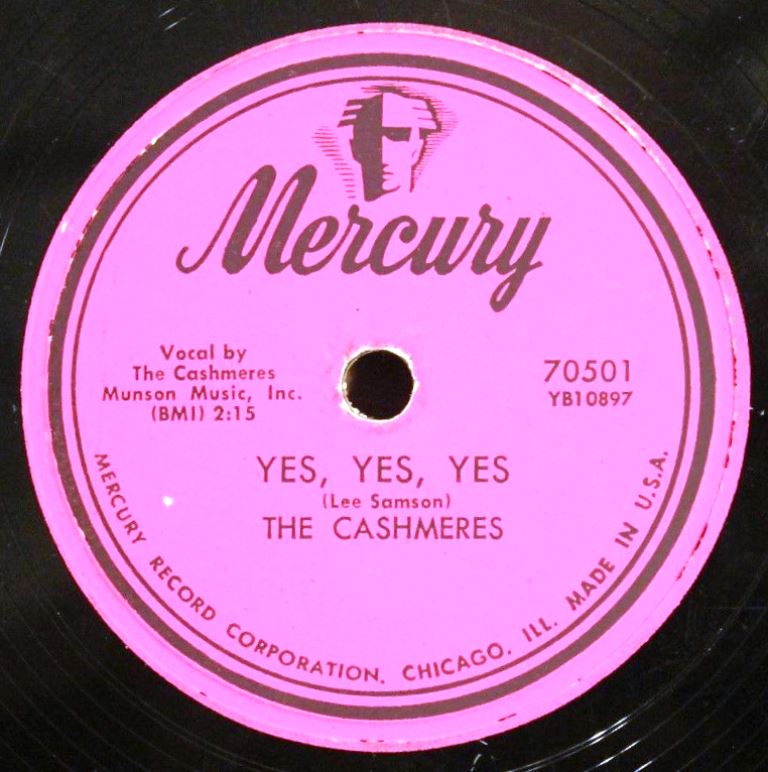 Mercury
Vocal by
The Cashmeres
Munson Music, Inc.
(BMI) 2:15
70501
YB10897
YES, YES, YES
(Lee Samson)
THE CASHMERES
MERCURY RECORD CORPORATION. CHICAGO. ILL. MADE IN U.S.A.